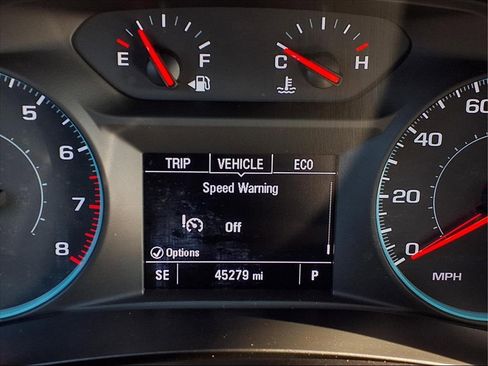 E F C H
5
6
7
8
60
40
20
0
MPH
TRIP VEHICLE ECO
Speed Warning
! Off
Options
SE 45279 mi P